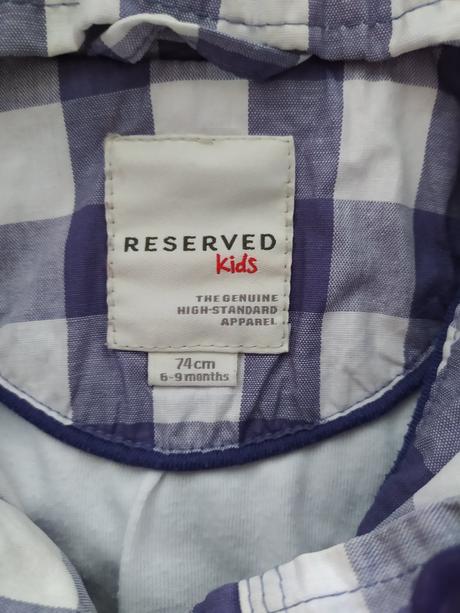 RESERVED
kids
THE GENUINE
HIGH-STANDARD
APPAREL
74cm
6-9 months